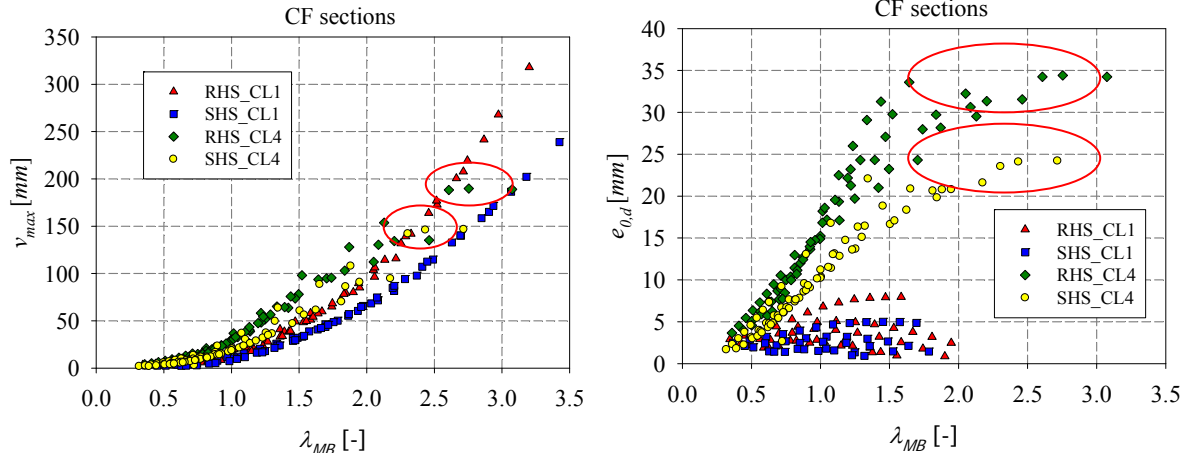 CF sections
350
300
250
200
150
100
50
0
v_max [mm]
RHS_CL1
SHS_CL1
RHS_CL4
SHS_CL4
0.0 0.5 1.0 1.5 2.0 2.5 3.0 3.5
λ_MB [-]
CF sections
40
35
30
25
20
15
10
5
0
e_0,d [mm]
RHS_CL1
SHS_CL1
RHS_CL4
SHS_CL4
0.0 0.5 1.0 1.5 2.0 2.5 3.0 3.5
λ_MB [-]